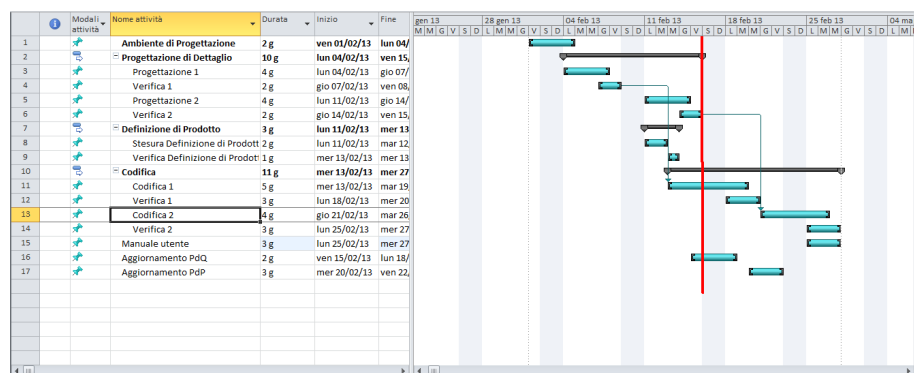 Modali attività Nome attività Durata Inizio Fine
gen 13 28 gen 13 04 feb 13 11 feb 13 18 feb 13 25 feb 13 04 ma
M M G V S D L M M G V S D L M M G V S D L M M G V S D L M M G V S D L M M G V S D L M
1 Ambiente di Progettazione 2 g ven 01/02/13 lun 04/
2 Progettazione di Dettaglio 10 g lun 04/02/13 ven 15,
3 Progettazione 1 4 g lun 04/02/13 gio 07/
4 Verifica 1 2 g gio 07/02/13 ven 08,
5 Progettazione 2 4 g lun 11/02/13 gio 14/
6 Verifica 2 2 g gio 14/02/13 ven 15,
7 Definizione di Prodotto 3 g lun 11/02/13 mer 13
8 Stesura Definizione di Prodott 2 g lun 11/02/13 mar 12,
9 Verifica Definizione di Prodott 1 g mer 13/02/13 mer 13
10 Codifica 11 g mer 13/02/13 mer 27
11 Codifica 1 5 g mer 13/02/13 mar 19,
12 Verifica 1 3 g lun 18/02/13 mer 20
13 Codifica 2 4 g gio 21/02/13 mar 26,
14 Verifica 2 3 g lun 25/02/13 mer 27
15 Manuale utente 3 g lun 25/02/13 mer 27
16 Aggiornamento PdQ 2 g ven 15/02/13 lun 18/
17 Aggiornamento PdP 3 g mer 20/02/13 ven 22,